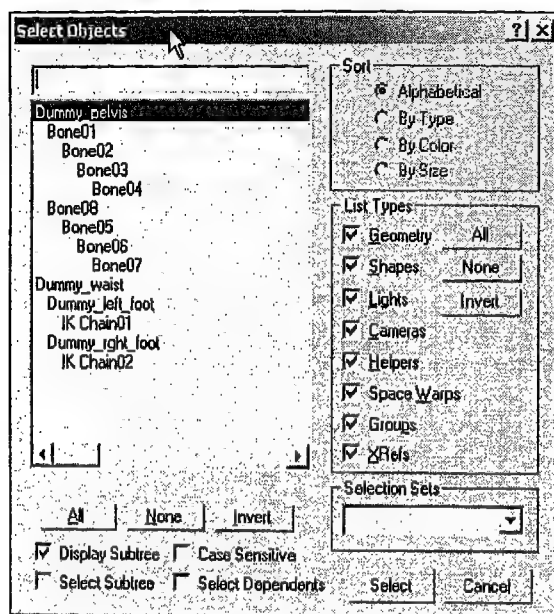 Select Objects ? X
Dummy_pelvis
Bone01
Bone02
Bone03
Bone04
Bone08
Bone05
Bone06
Bone07
Dummy_waist
Dummy_left_foot
IK Chain01
Dummy_rght_foot
IK Chain02
All None Invert
Display Subtree Case Sensitive
Select Subtree Select Dependents
Sort
Alphabetical
By Type
By Color
By Size
List Types
Geometry All
Shapes None
Lights Invert
Cameras
Helpers
Space Warps
Groups
XRefs
Selection Sets
Select Cancel